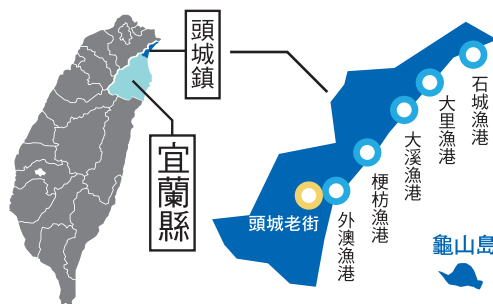 頭城鎮
宜蘭縣
石城漁港
大里漁港
大溪漁港
梗枋漁港
外澳漁港
頭城老街
龜山島